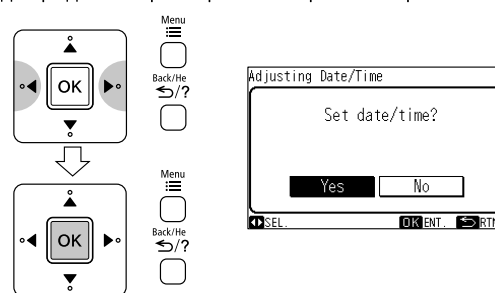 Menu
OK
Back/He
/?
Menu
OK
Back/He
/?
Adjusting Date/Time
Set date/time?
Yes No
SEL. OK ENT. RTN